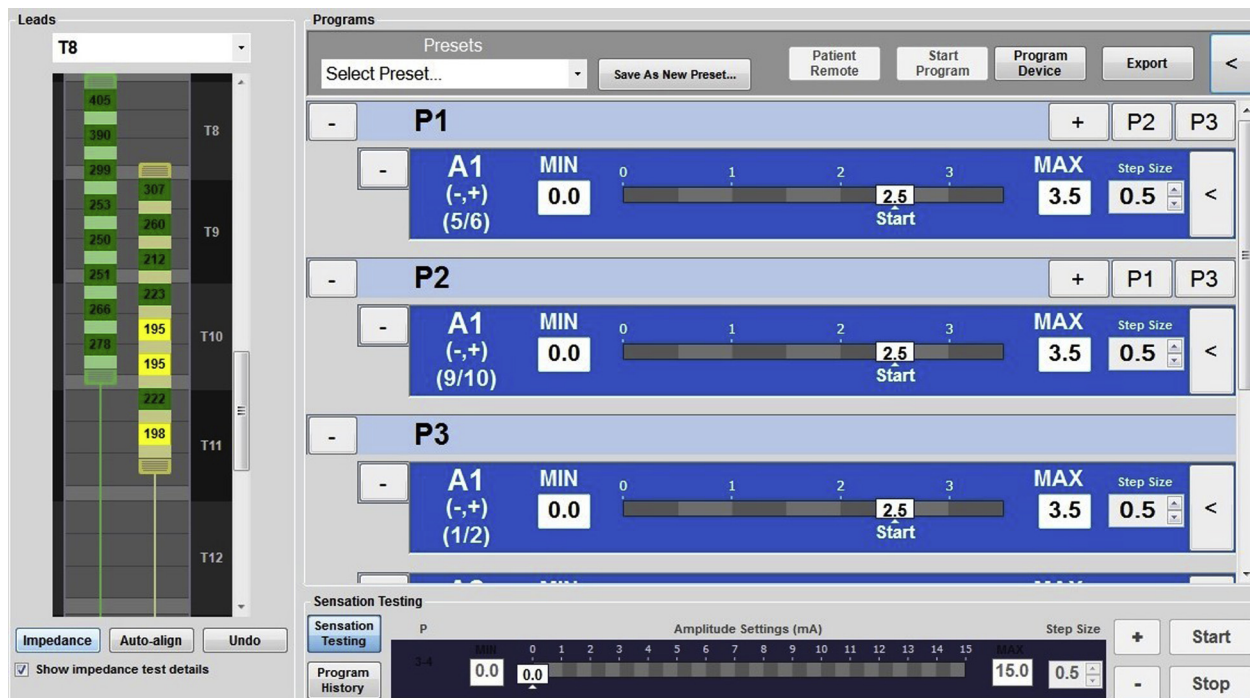 Leads
T8
405
390
299
253
250
251
266
278
307
260
212
223
195
195
222
198
T8
T9
T10
T11
T12
Impedance Auto-align Undo
Show impedance test details
Programs
Presets
Select Preset... Save As New Preset...
Patient Remote
Start Program
Program Device
Export <
- P1 + P2 P3
- A1 MIN 0 1 2 3 MAX Step Size
(-,+) 0.0 2.5 3.5 0.5 <
(5/6) Start
- P2 + P1 P3
- A1 MIN 0 1 2 3 MAX Step Size
(-,+) 0.0 2.5 3.5 0.5 <
(9/10) Start
- P3
- A1 MIN 0 1 2 3 MAX Step Size
(-,+) 0.0 2.5 3.5 0.5 <
(1/2) Start
Sensation Testing
Sensation Testing
Program History
P Amplitude Settings (mA) Step Size
MIN 0 1 2 3 4 5 6 7 8 9 10 11 12 13 14 15 MAX
3-4 0.0 0.0 15.0 0.5
+ Start
- Stop